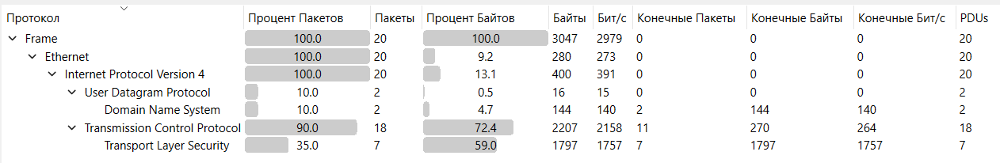 Протокол Процент Пакетов Пакеты Процент Байтов Байты Бит/с Конечные Пакеты Конечные Байты Конечные Бит/с PDUs
Frame 100.0 20 100.0 3047 2979 0 0 0 20
Ethernet 100.0 20 9.2 280 273 0 0 0 20
Internet Protocol Version 4 100.0 20 13.1 400 391 0 0 0 20
User Datagram Protocol 10.0 2 0.5 16 15 0 0 0 2
Domain Name System 10.0 2 4.7 144 140 2 144 140 2
Transmission Control Protocol 90.0 18 72.4 2207 2158 11 270 264 18
Transport Layer Security 35.0 7 59.0 1797 1757 7 1797 1757 7